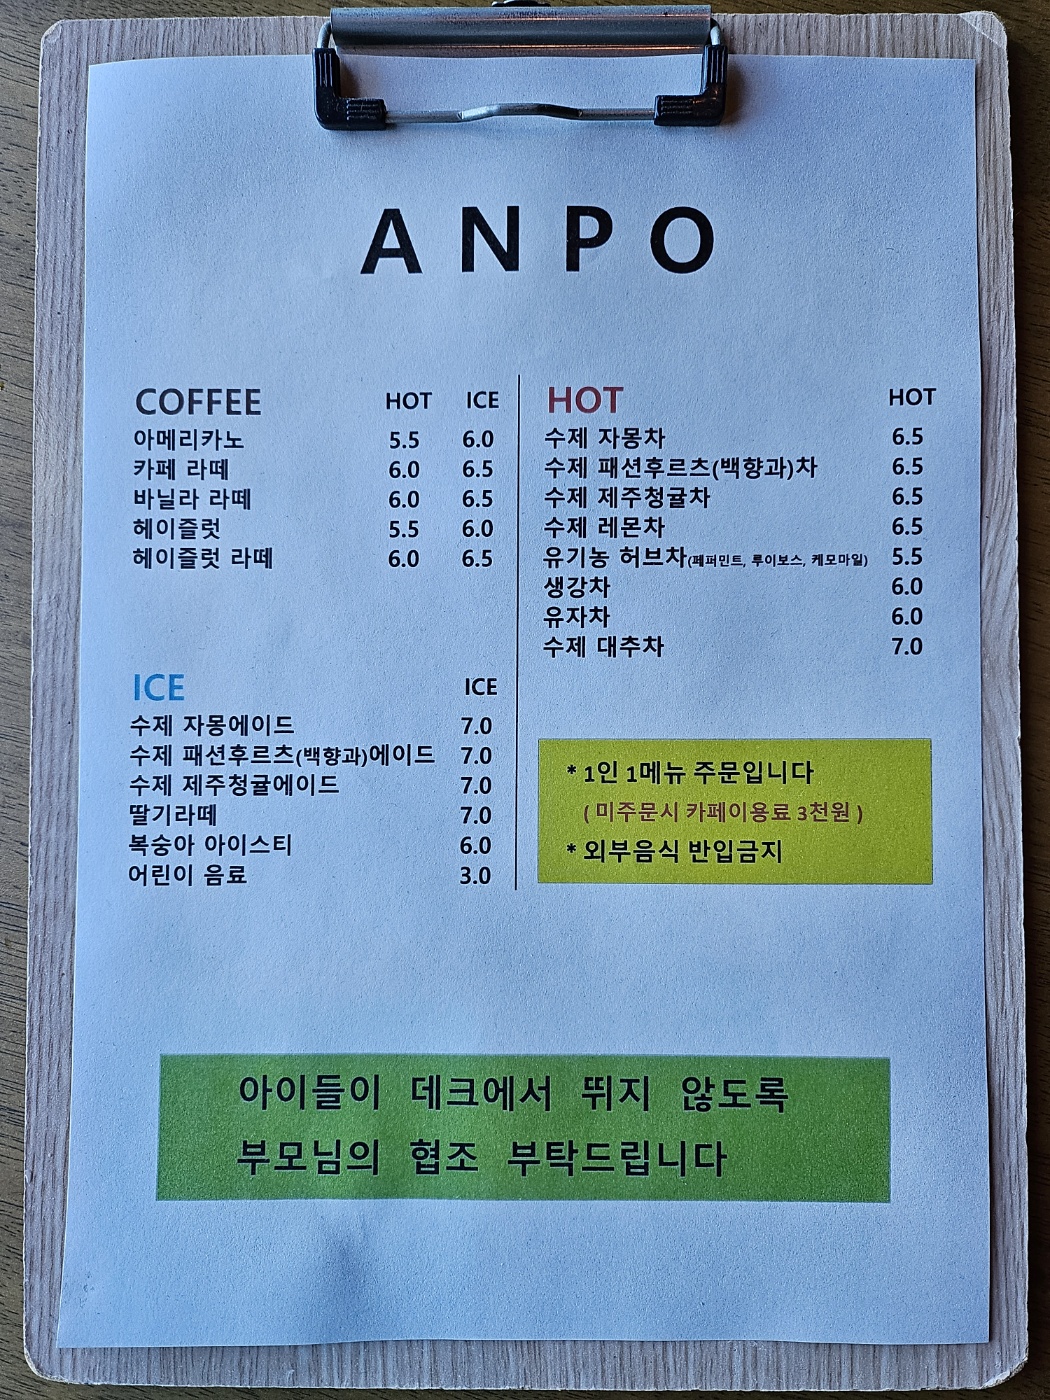 ANPO
COFFEE HOT ICE
아메리카노 5.5 6.0
카페 라떼 6.0 6.5
바닐라 라떼 6.0 6.5
헤이즐럿 5.5 6.0
헤이즐럿 라떼 6.0 6.5
ICE ICE
수제 자몽에이드 7.0
수제 패션후르츠(백향과)에이드 7.0
수제 제주청귤에이드 7.0
딸기라떼 7.0
복숭아 아이스티 6.0
어린이 음료 3.0
HOT HOT
수제 자몽차 6.5
수제 패션후르츠(백향과)차 6.5
수제 제주청귤차 6.5
수제 레몬차 6.5
유기농 허브차(페퍼민트, 루이보스, 케모마일) 5.5
생강차 6.0
유자차 6.0
수제 대추차 7.0
* 1인 1메뉴 주문입니다
( 미주문시 카페이용료 3천원 )
* 외부음식 반입금지
아이들이 데크에서 뛰지 않도록
부모님의 협조 부탁드립니다